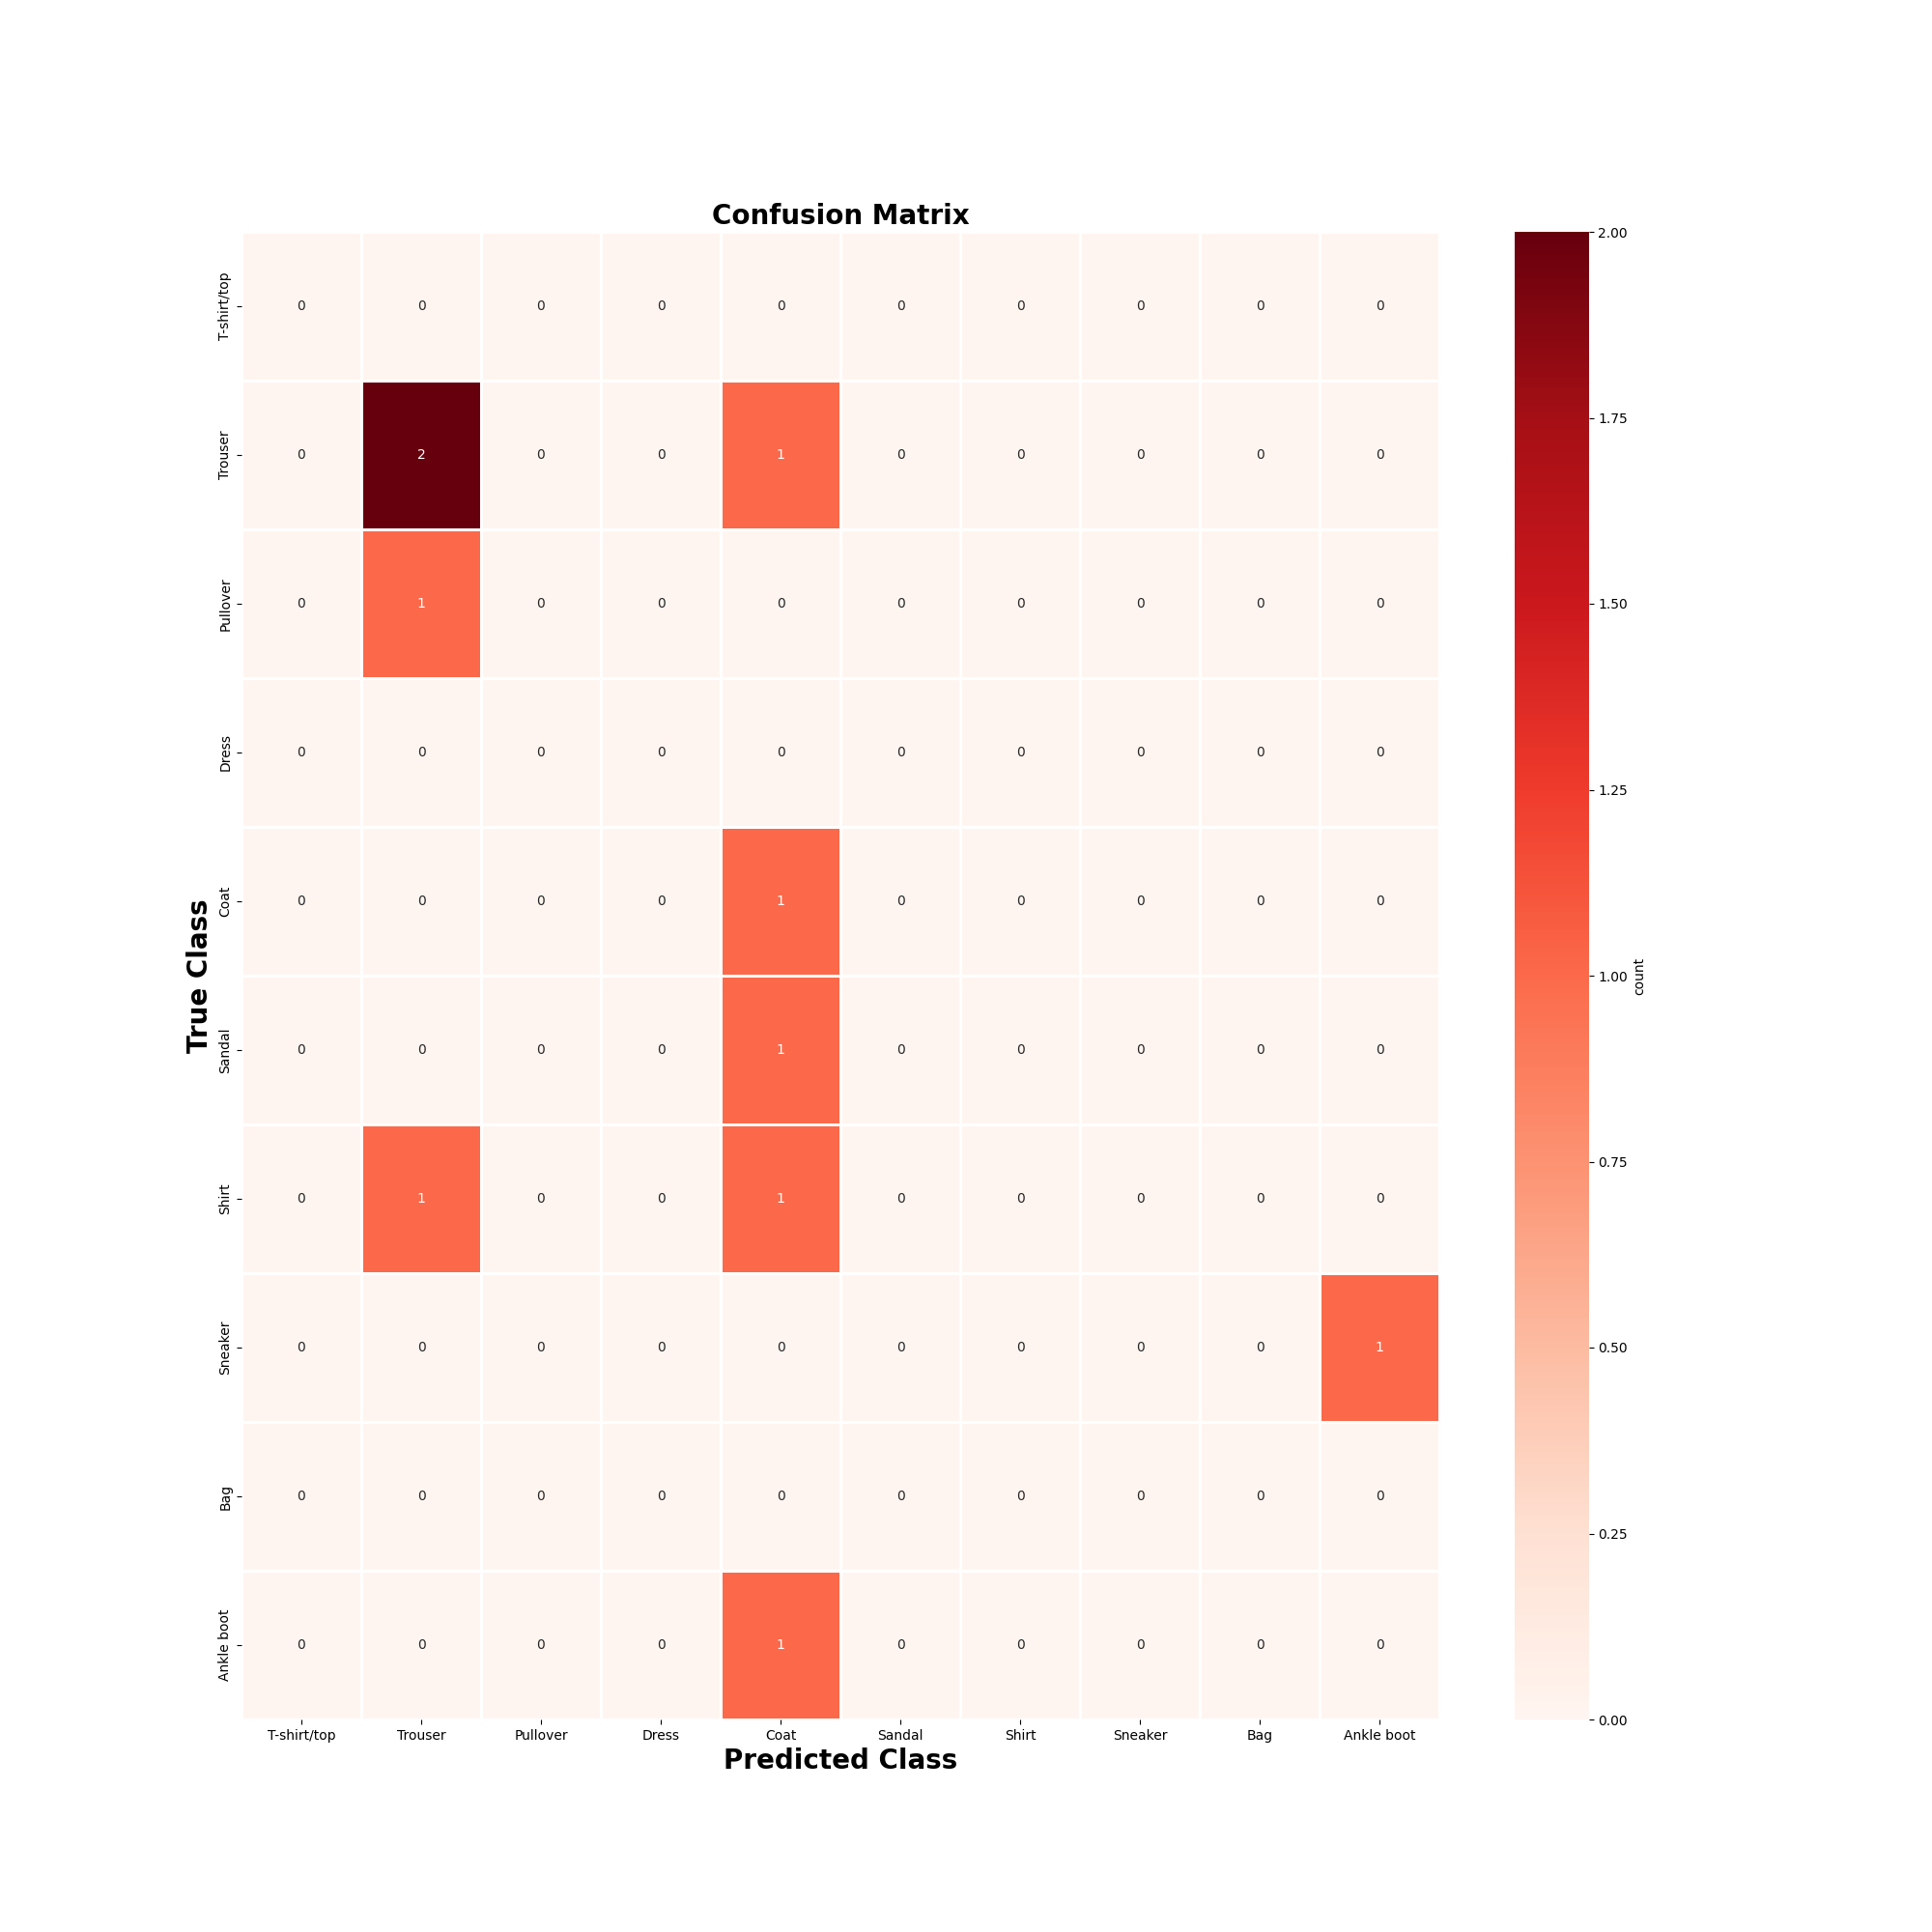 Confusion Matrix
T-shirt/top 0 0 0 0 0 0 0 0 0 0
Trouser 0 2 0 0 1 0 0 0 0 0
Pullover 0 1 0 0 0 0 0 0 0 0
Dress 0 0 0 0 0 0 0 0 0 0
Coat 0 0 0 0 1 0 0 0 0 0
Sandal 0 0 0 0 1 0 0 0 0 0
Shirt 0 1 0 0 1 0 0 0 0 0
Sneaker 0 0 0 0 0 0 0 0 0 1
Bag 0 0 0 0 0 0 0 0 0 0
Ankle boot 0 0 0 0 1 0 0 0 0 0
True Class
T-shirt/top Trouser Pullover Dress Coat Sandal Shirt Sneaker Bag Ankle boot
Predicted Class
2.00
1.75
1.50
1.25
1.00
0.75
0.50
0.25
0.00
count